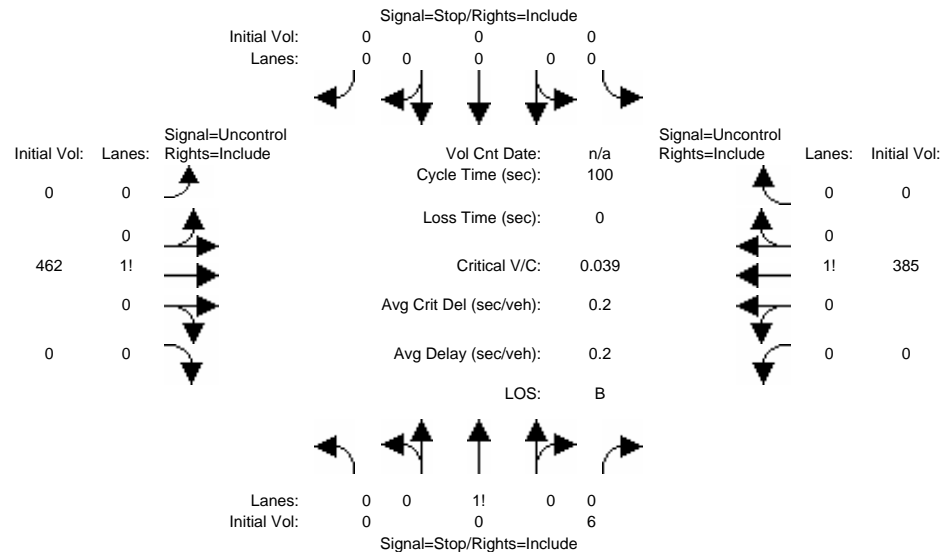 Signal=Stop/Rights=Include
Initial Vol: 0 0 0
Lanes: 0 0 0 0 0
Signal=Uncontrol Signal=Uncontrol
Initial Vol: Lanes: Rights=Include Vol Cnt Date: n/a Rights=Include Lanes: Initial Vol:
Cycle Time (sec): 100
0 0 0 0
Loss Time (sec): 0
0 0
462 1! Critical V/C: 0.039 1! 385
0 Avg Crit Del (sec/veh): 0.2 0
0 0 Avg Delay (sec/veh): 0.2 0 0
LOS: B
Lanes: 0 0 1! 0 0
Initial Vol: 0 0 6
Signal=Stop/Rights=Include